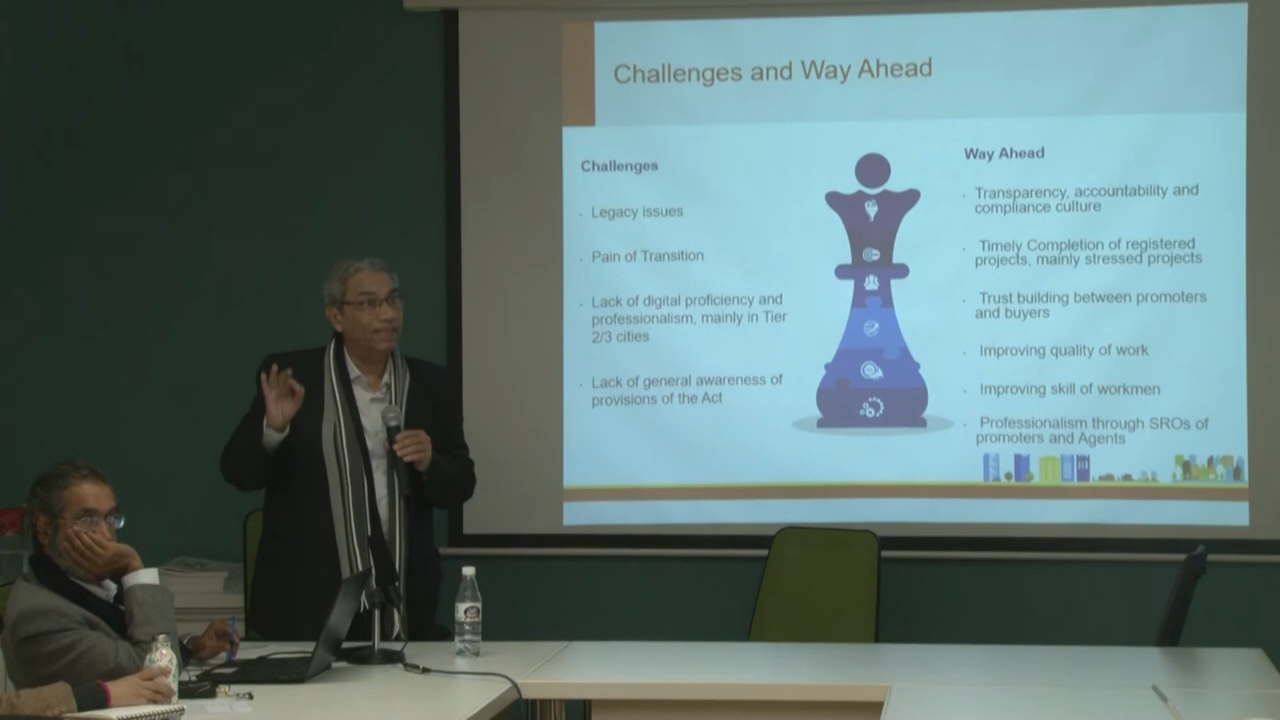 Challenges and Way Ahead
Challenges
Legacy issues
Pain of Transition
Lack of digital proficiency and
professionalism, mainly in Tier
2/3 cities
Lack of general awareness of
provisions of the Act
Way Ahead
Transparency, accountability and
compliance culture
Timely Completion of registered
projects, mainly stressed projects
Trust building between promoters
and buyers
Improving quality of work
Improving skill of workmen
Professionalism through SROs of
promoters and Agents